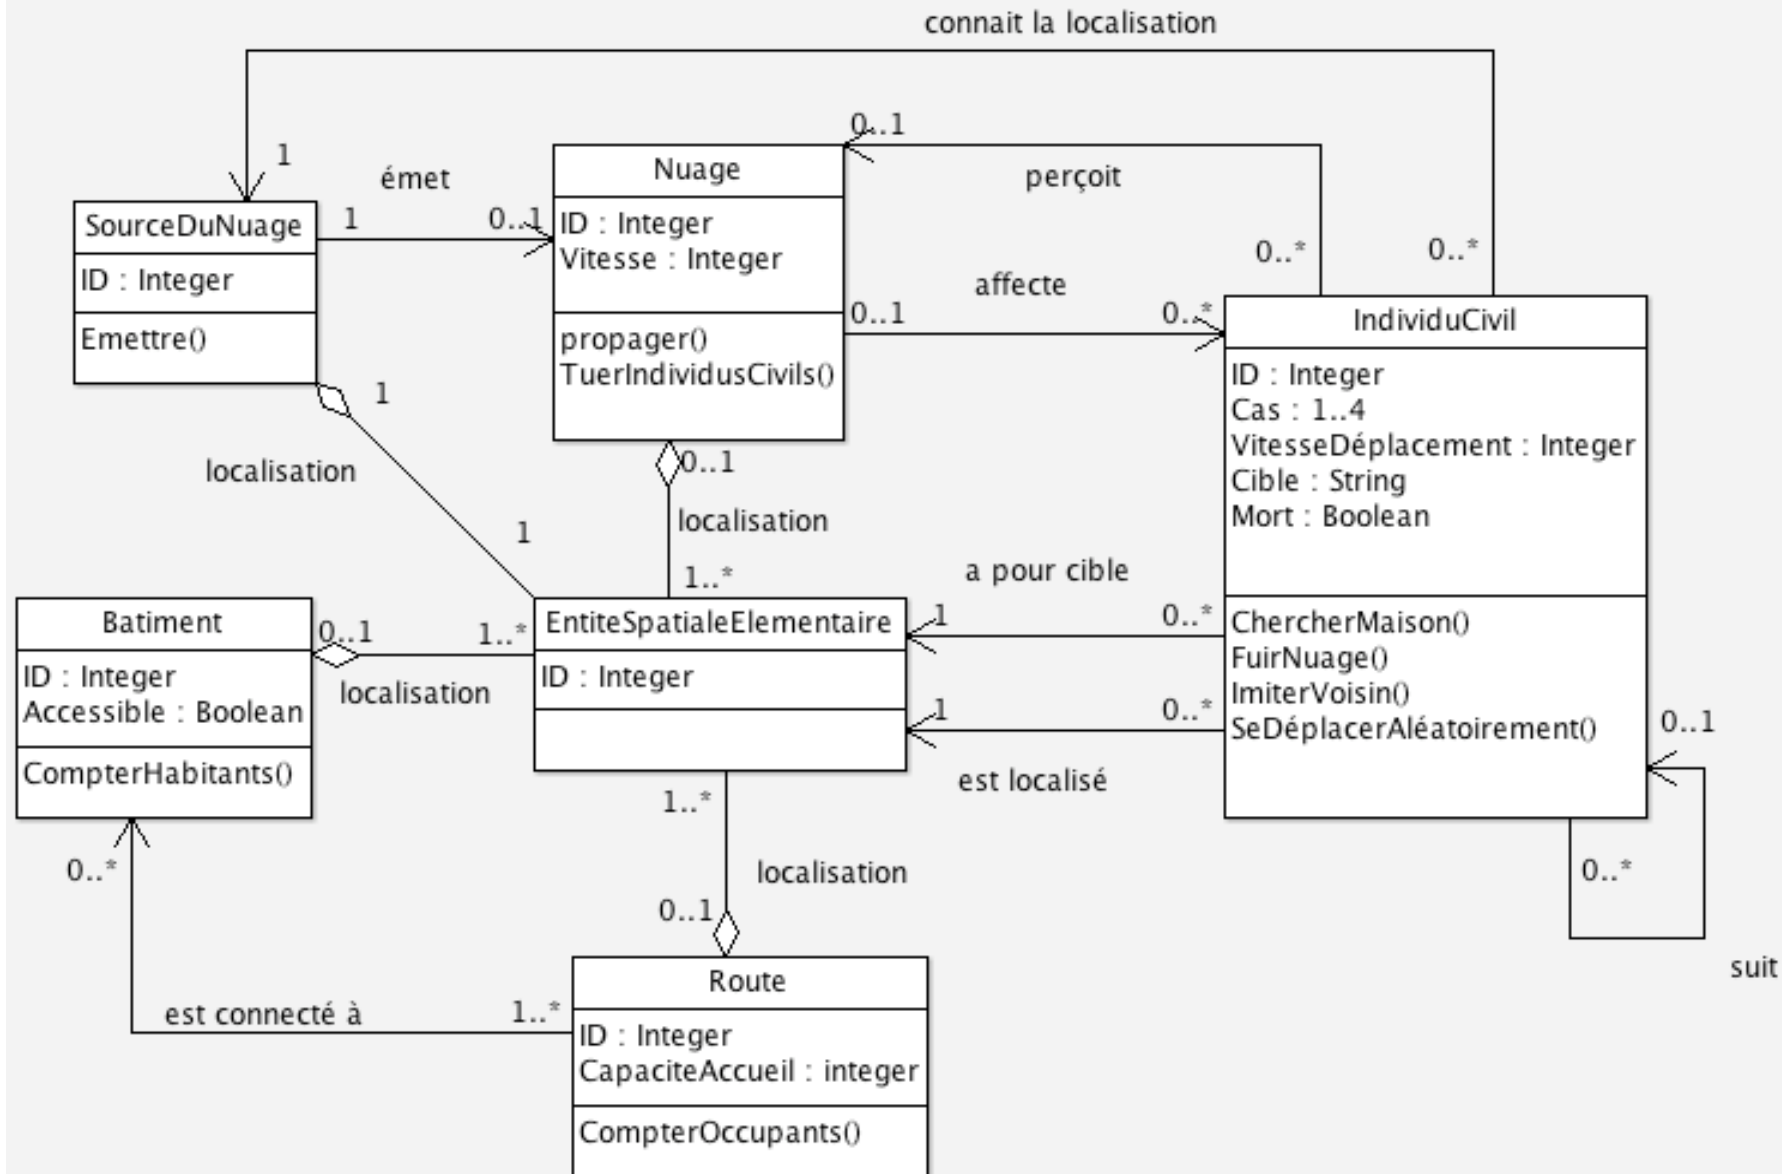 connait la localisation
0..1
1
émet
Nuage
perçoit
SourceDuNuage
1
0..1
ID : Integer
Vitesse : Integer
0..*
0..*
ID : Integer
affecte
0..1
0..*
IndividuCivil
Emettre()
propager()
TuerIndividusCivils()
ID : Integer
Cas : 1..4
VitesseDéplacement : Integer
Cible : String
Mort : Boolean
1
localisation
0..1
1
localisation
1..*
a pour cible
Batiment
0..1
1..*
EntiteSpatialeElementaire
1
0..*
ChercherMaison()
FuirNuage()
ImiterVoisin()
SeDéplacerAléatoirement()
ID : Integer
Accessible : Boolean
localisation
ID : Integer
1
0..*
0..1
CompterHabitants()
est localisé
1..*
0..*
localisation
0..*
0..1
suit
Route
est connecté à
1..*
ID : Integer
CapaciteAccueil : integer
CompterOccupants()